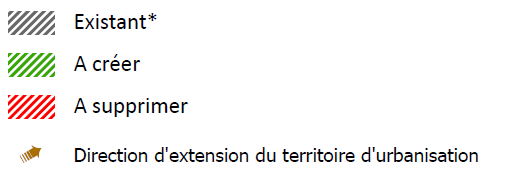 Existant*
A créer
A supprimer
Direction d'extension du territoire d'urbanisation